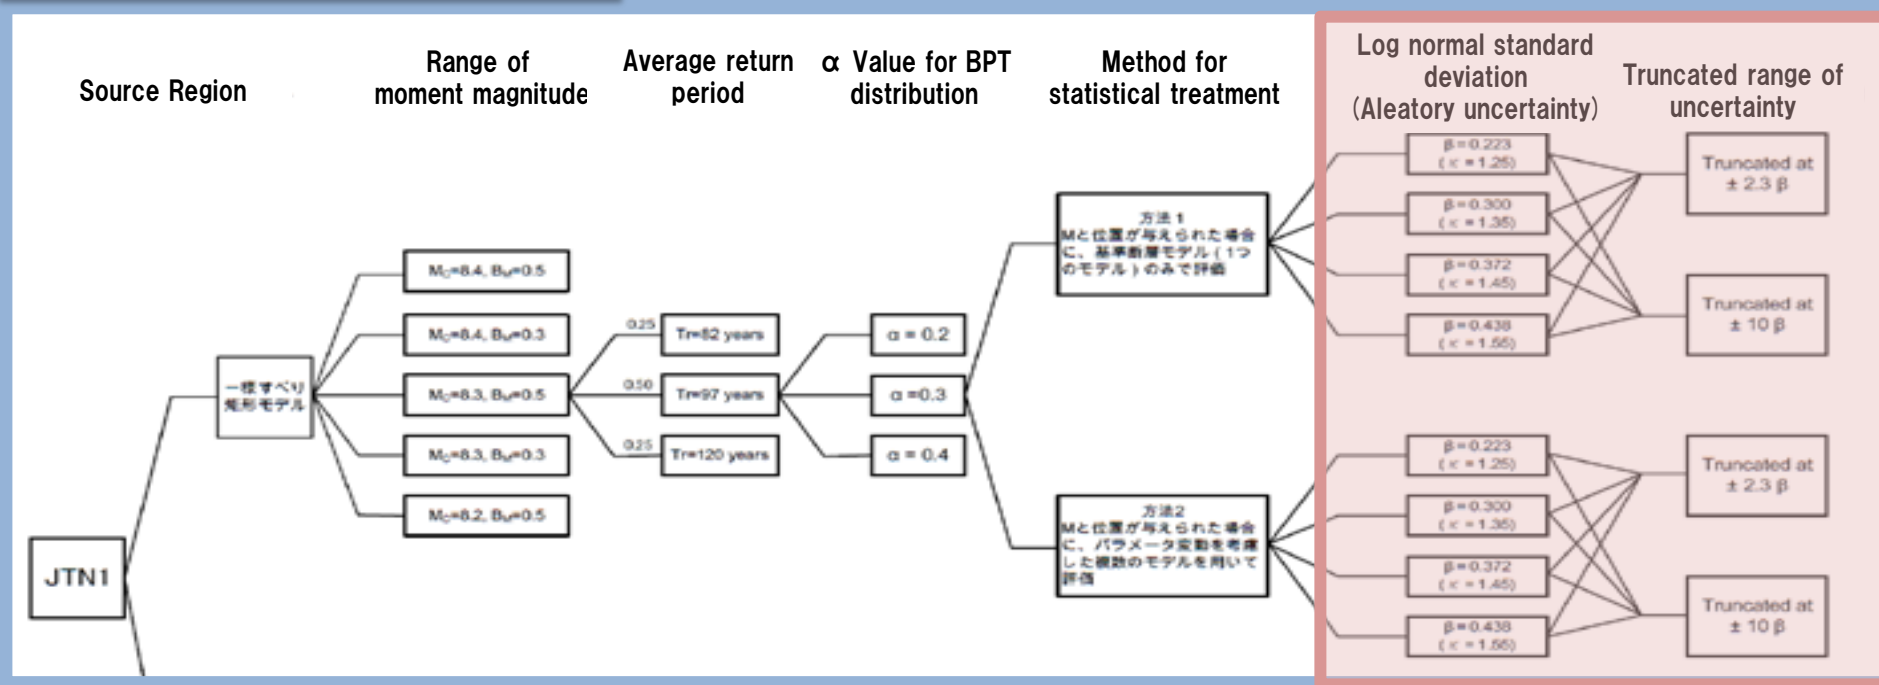 Source Region
Range of
moment magnitude
Average return
period
α Value for BPT
distribution
Method for
statistical treatment
Log normal standard
deviation
(Aleatory uncertainty)
Truncated range of
uncertainty
JTN1
一様すべり
矩形モデル
Mc=8.4, BM=0.5
Mc=8.4, BM=0.3
Mc=8.3, BM=0.5
Mc=8.3, BM=0.3
Mc=8.2, BM=0.5
0.25
Tr=82 years
0.50
Tr=97 years
0.25
Tr=120 years
α = 0.2
α =0.3
α = 0.4
方法1
Mと位置が与えられた場合
に、基準断層モデル(1つ
のモデル)のみで評価
方法2
Mと位置が与えられた場合
に、パラメータ変動を考慮
した複数のモデルを用いて
評価
β=0.223
(κ=1.25)
β=0.300
(κ=1.35)
β=0.372
(κ=1.45)
β=0.438
(κ=1.55)
Truncated at
± 2.3 β
Truncated at
± 10 β
β=0.223
(κ=1.25)
β=0.300
(κ=1.35)
β=0.372
(κ=1.45)
β=0.438
(κ=1.55)
Truncated at
± 2.3 β
Truncated at
± 10 β